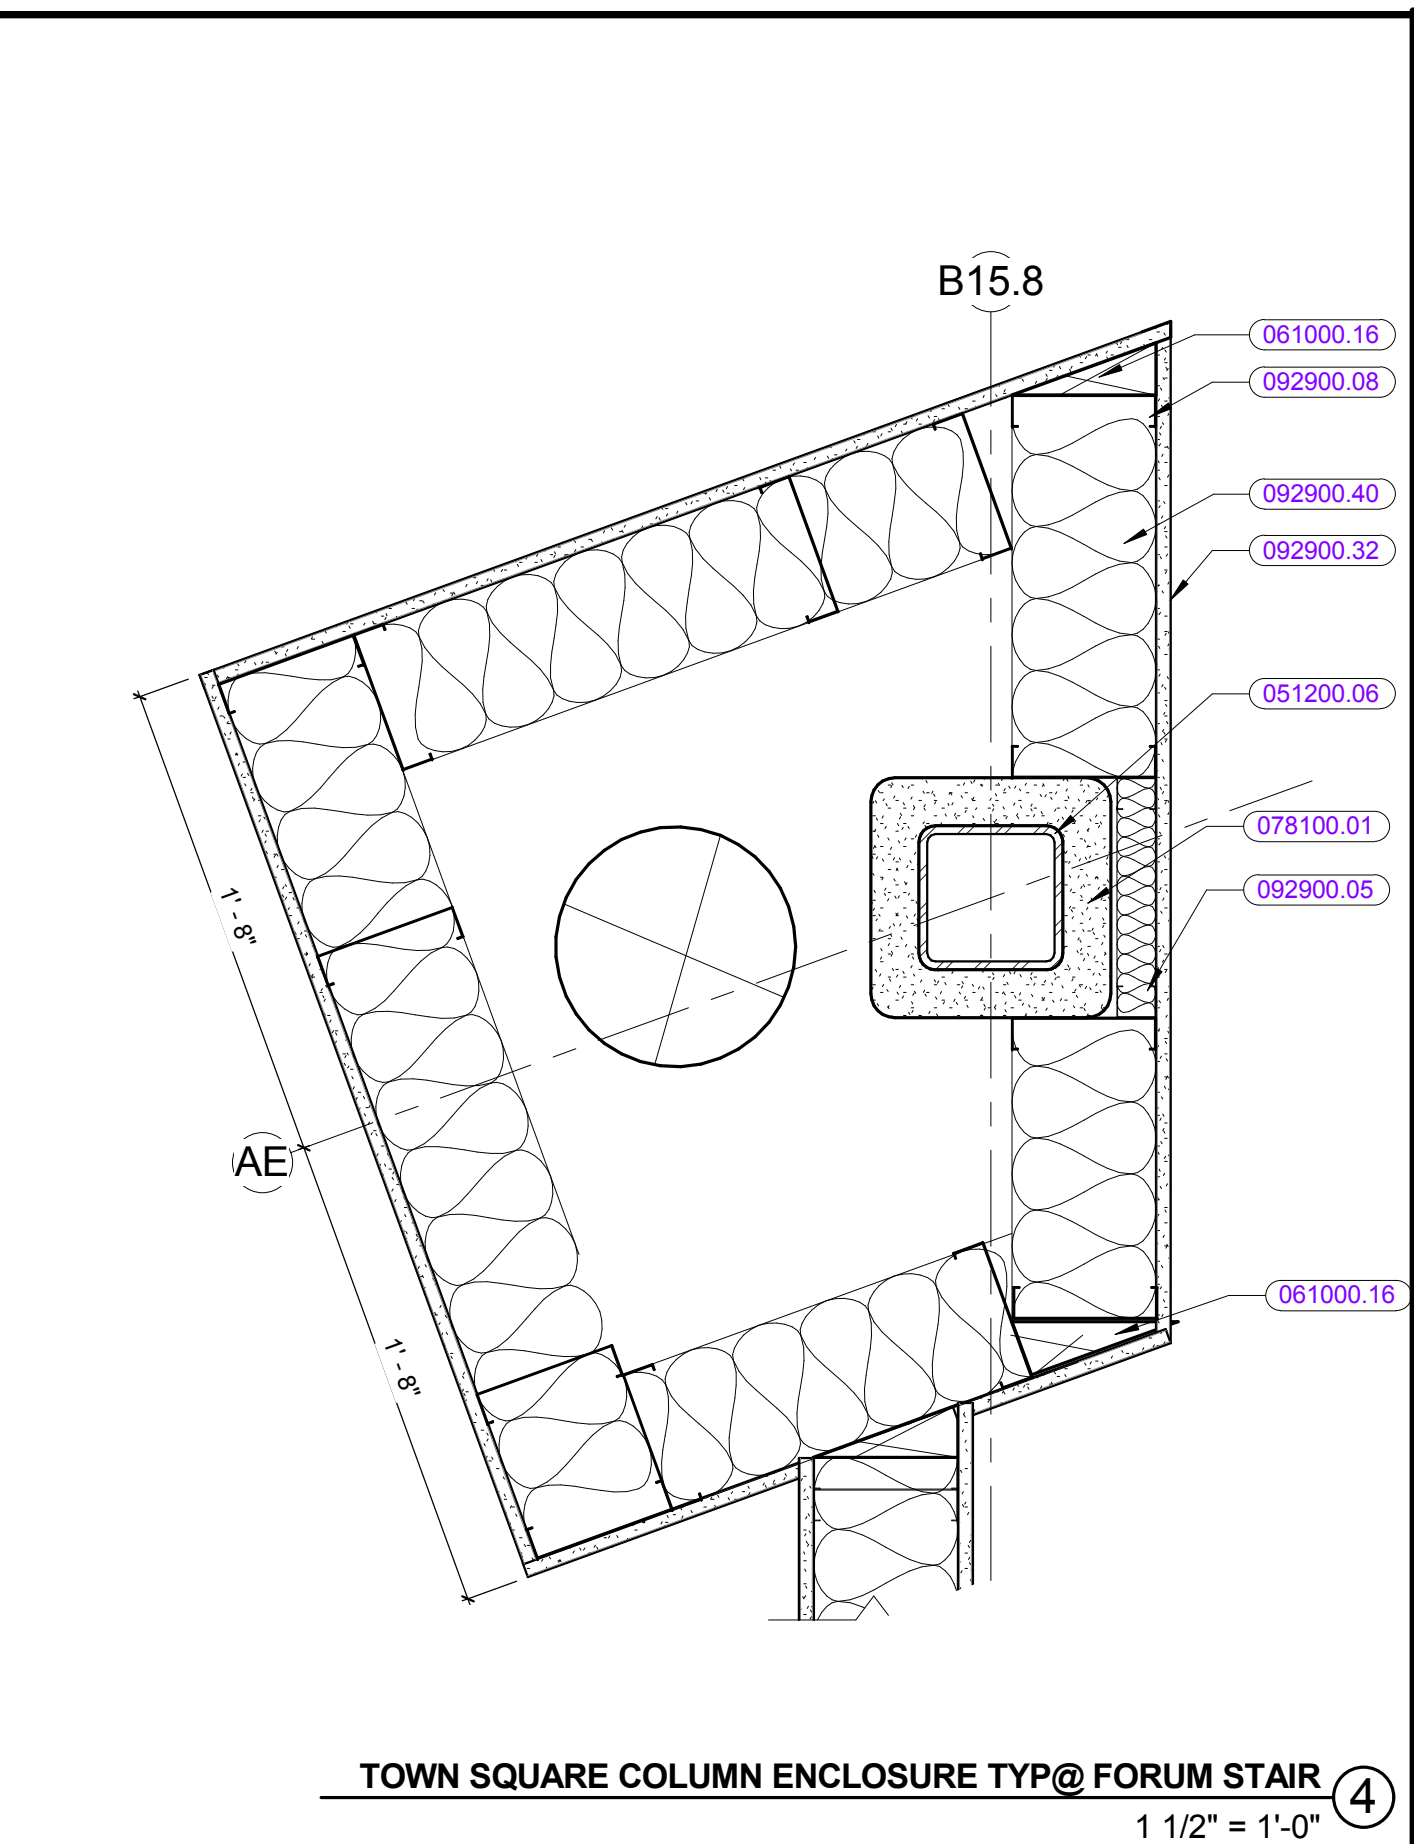 B15.8
061000.16
092900.08
092900.40
092900.32
051200.06
078100.01
092900.05
1'-8"
AE
061000.16
1'-8"
TOWN SQUARE COLUMN ENCLOSURE TYP@ FORUM STAIR
4
1 1/2" = 1'-0"